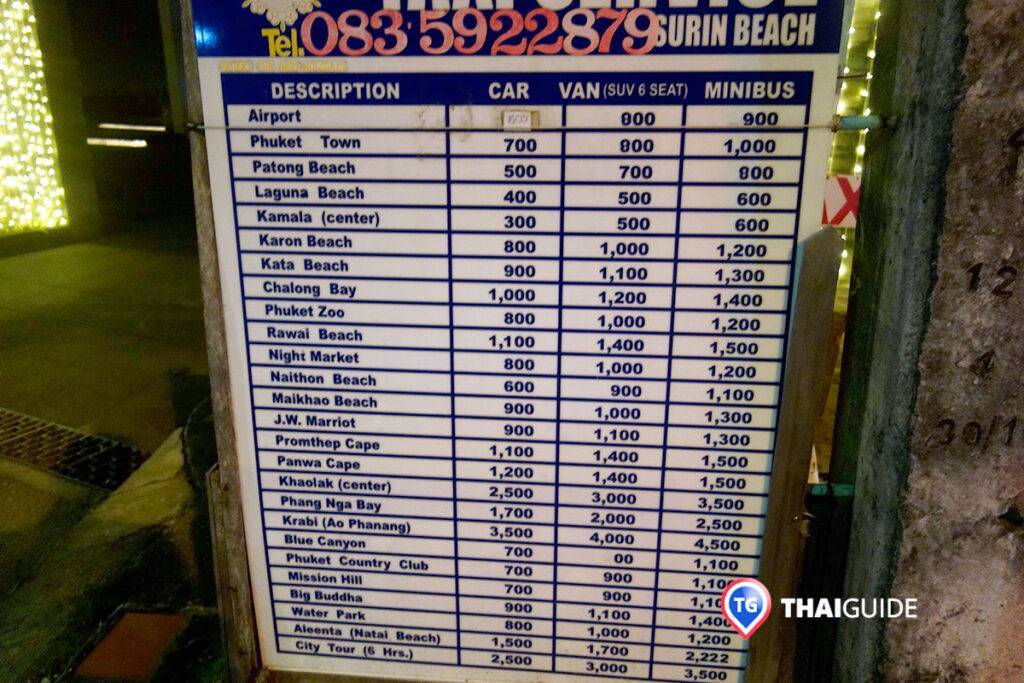 Tel. 083 5922879 SURIN BEACH
DESCRIPTION CAR VAN (SUV 6 SEAT) MINIBUS
Airport 600 800 900
Phuket Town 700 800 1,000
Patong Beach 500 700 800
Laguna Beach 400 500 600
Kamala (center) 300 500 600
Karon Beach 800 1,000 1,200
Kata Beach 900 1,100 1,300
Chalong Bay 1,000 1,200 1,400
Phuket Zoo 800 1,000 1,200
Rawai Beach 1,100 1,400 1,500
Night Market 800 1,000 1,200
Naithon Beach 600 900 1,100
Maikhao Beach 900 1,000 1,300
J.W. Marriot 900 1,100 1,300
Promthep Cape 1,100 1,400 1,500
Panwa Cape 1,200 1,400 1,500
Khaolak (center) 2,500 3,000 3,500
Phang Nga Bay 1,700 2,000 2,500
Krabi (Ao Phanang) 3,500 4,000 4,500
Blue Canyon 700 00 1,100
Phuket Country Club 700 900
Mission Hill 700 900
Big Buddha 900 1,100 1,400
Water Park 800 1,000 1,200
Aleenta (Natai Beach) 1,500 1,700 2,222
City Tour (6 Hrs.) 2,500 3,000 3,500
12
4
30/1
TG THAIGUIDE